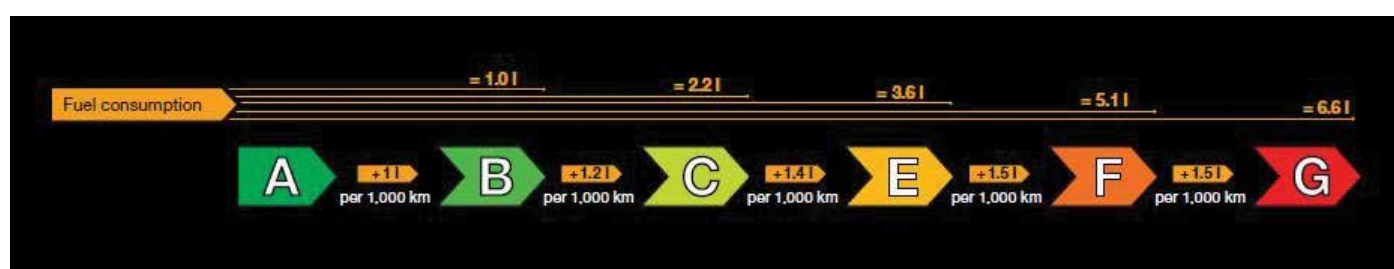 = 1.0 l
= 2.2 l
= 3.6 l
= 5.1 l
= 6.6 l
Fuel consumption
A +1 l B +1.2 l C +1.4 l E +1.5 l F +1.5 l G
per 1,000 km per 1,000 km per 1,000 km per 1,000 km per 1,000 km